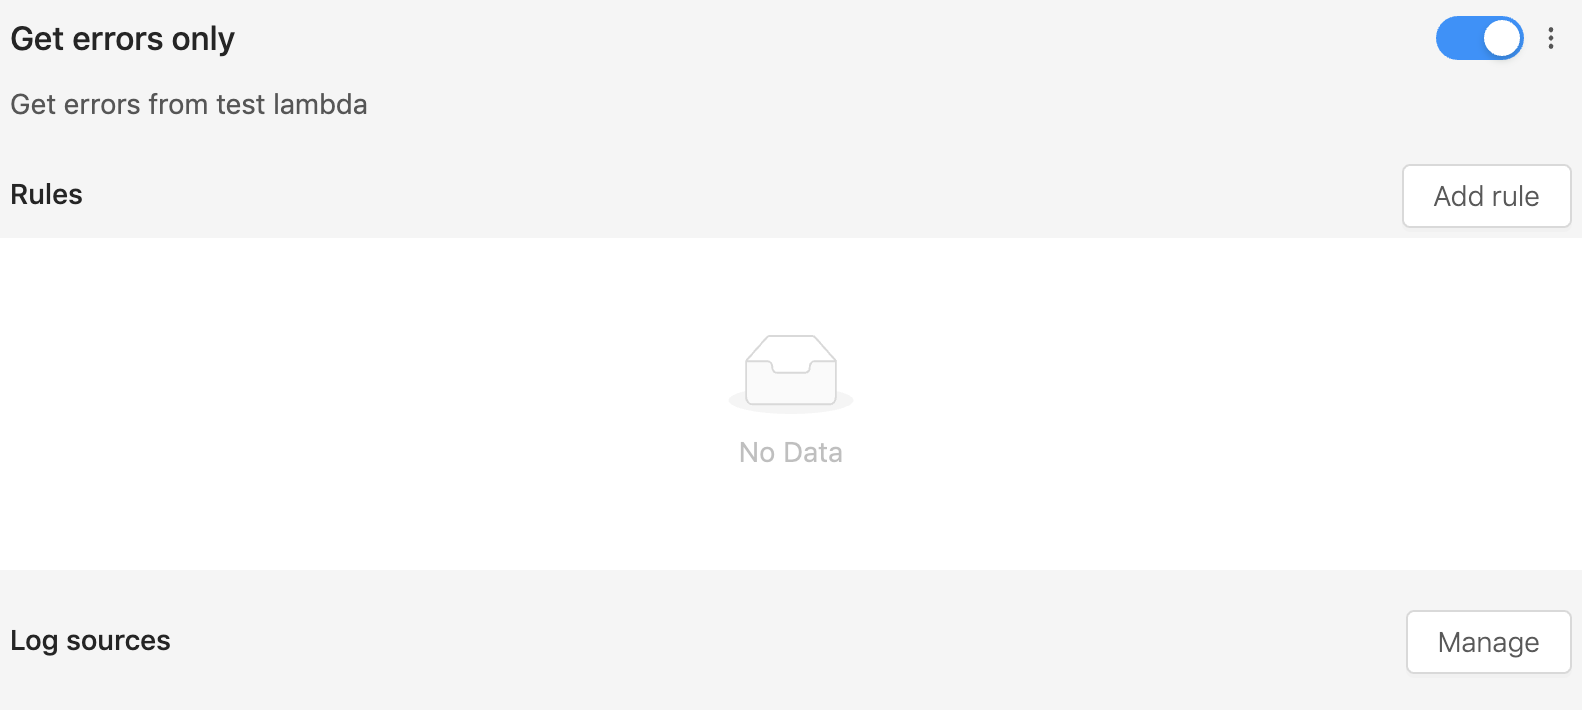 Get errors only
Get errors from test lambda
Rules
Add rule
No Data
Log sources
Manage